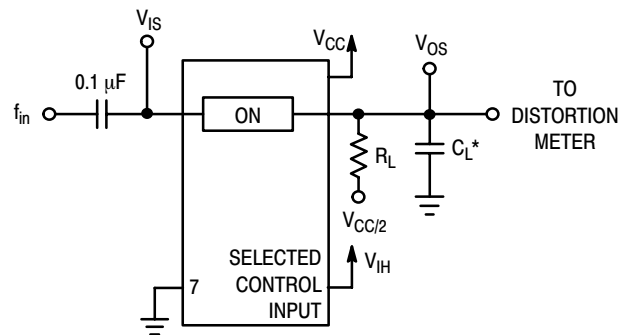 V_IS
V_CC
V_OS
0.1 µF
f_in
ON
TO
DISTORTION
METER
R_L
C_L*
V_CC/2
7
SELECTED
CONTROL
INPUT
V_IH